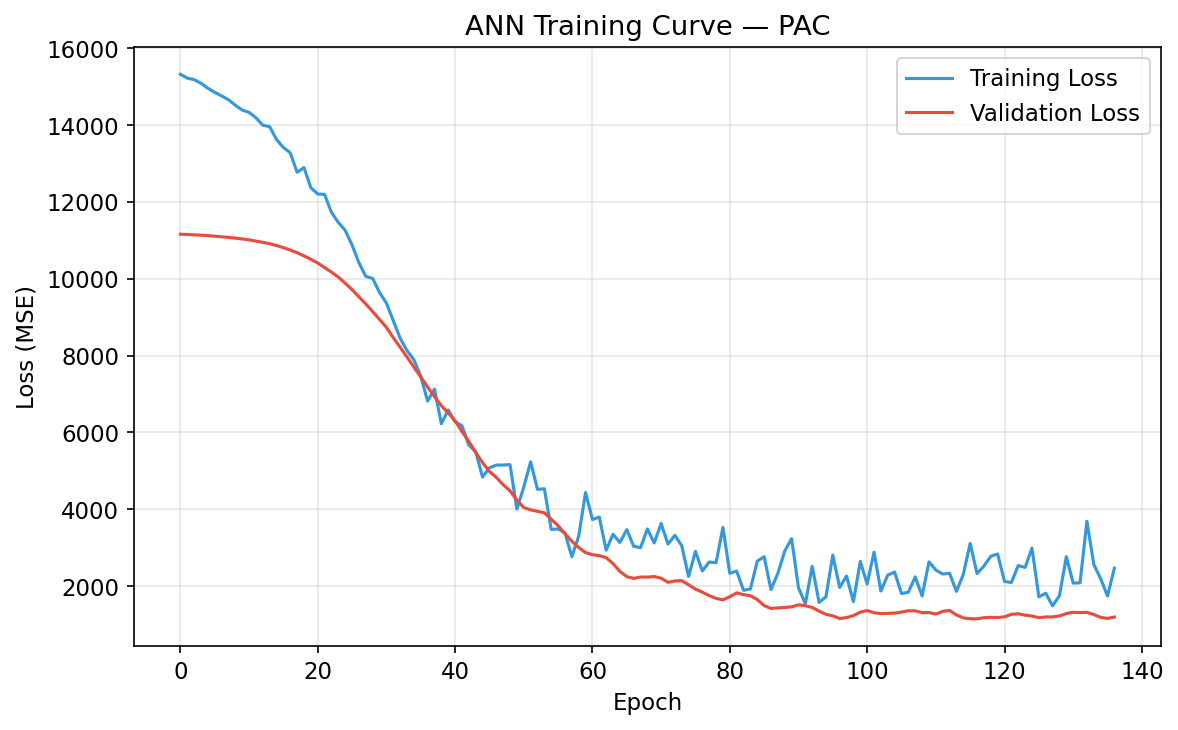 ANN Training Curve — PAC
16000
14000
12000
10000
8000
6000
4000
2000
Loss (MSE)
Training Loss
Validation Loss
0 20 40 60 80 100 120 140
Epoch